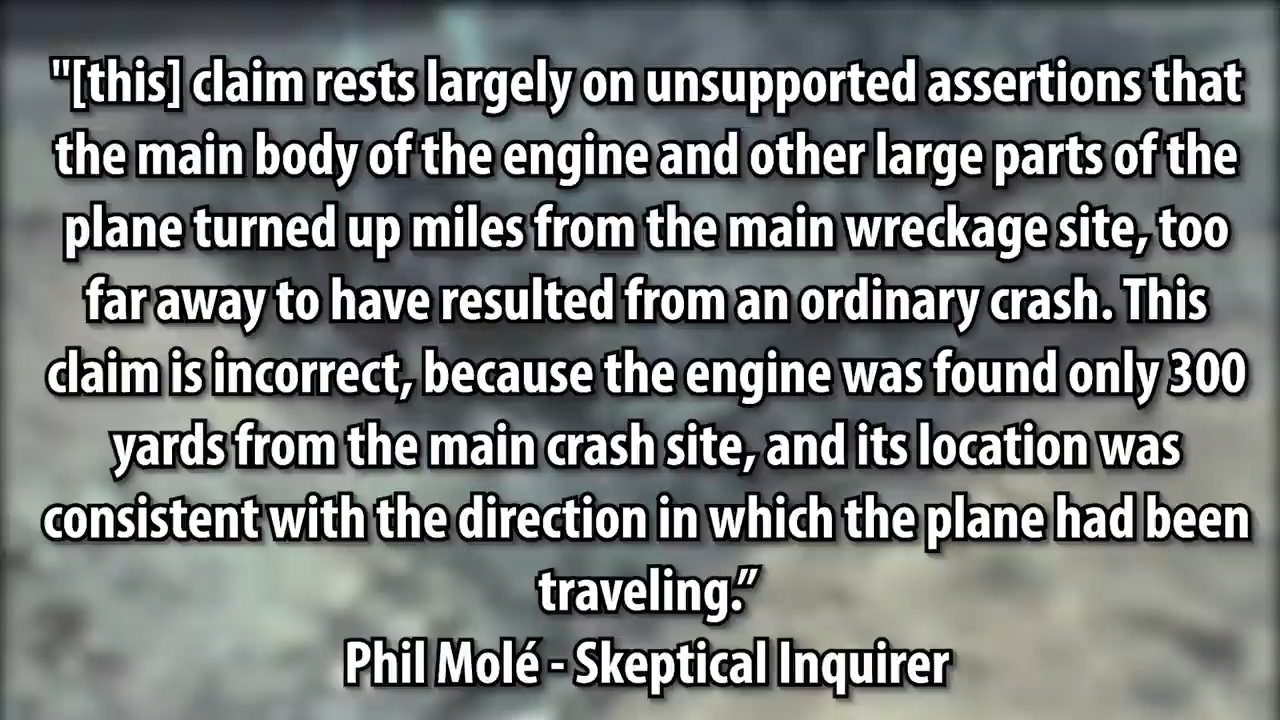 "[this] claim rests largely on unsupported assertions that
the main body of the engine and other large parts of the
plane turned up miles from the main wreckage site, too
far away to have resulted from an ordinary crash. This
claim is incorrect, because the engine was found only 300
yards from the main crash site, and its location was
consistent with the direction in which the plane had been
traveling.”
Phil Molé - Skeptical Inquirer